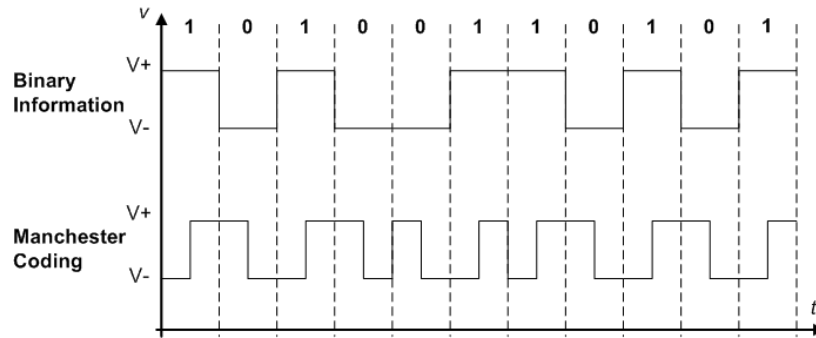 v
1 0 1 0 0 1 1 0 1 0 1
V+
Binary
Information
V-
V+
Manchester
Coding
V-
t